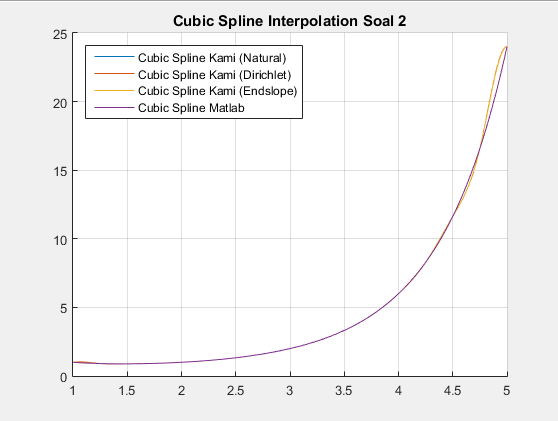 Cubic Spline Interpolation Soal 2
25
Cubic Spline Kami (Natural)
Cubic Spline Kami (Dirichlet)
Cubic Spline Kami (Endslope)
Cubic Spline Matlab
20
15
10
5
0
1 1.5 2 2.5 3 3.5 4 4.5 5